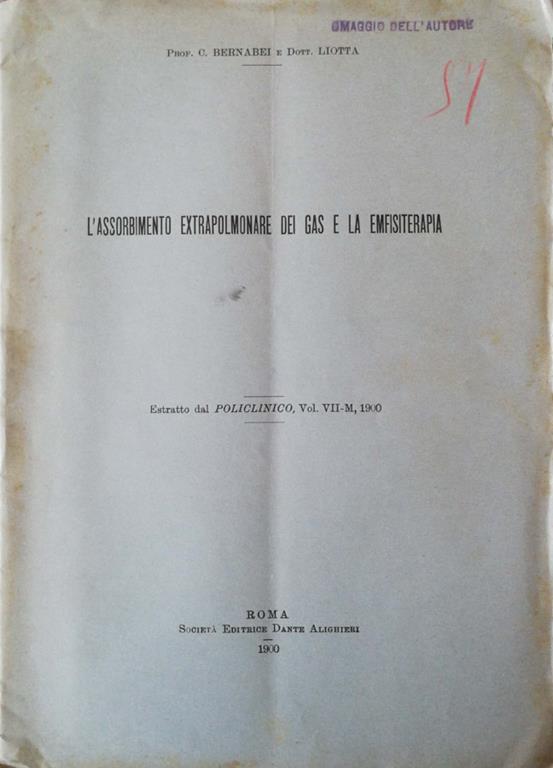 OMAGGIO DELL'AUTORE
PROF. C. BERNABEI E DOTT. LIOTTA
57
L'ASSORBIMENTO EXTRAPOLMONARE DEI GAS E LA EMFISITERAPIA
Estratto dal POLICLINICO, Vol. VII-M, 1900
ROMA
SOCIETÀ EDITRICE DANTE ALIGHIERI
1900